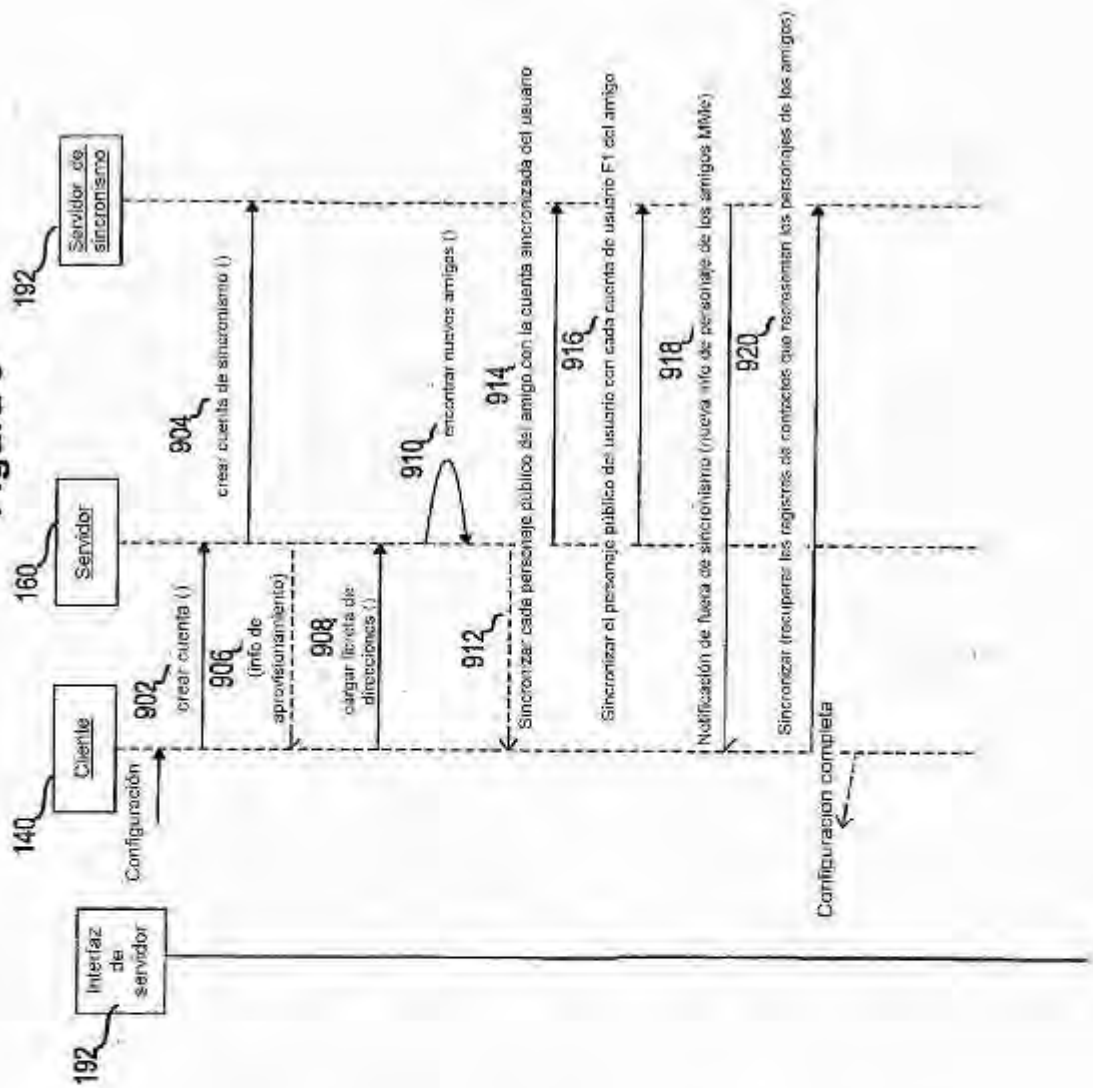 192
Interfaz
de
servidor
140
Cliente
160
Servidor
192
Servidor de
sincronismo
Configuración
902
crear cuenta ()
904
crear cuenta de sincronismo ()
906
(info de
aprovisionamiento)
908
cargar libreta de
direcciones ()
910
encontrar nuevos amigos ()
912
914
Sincronizar cada personaje público del amigo con la cuenta sincronizada del usuario
916
Sincronizar el personaje público del usuario con cada cuenta de usuario F1 del amigo
918
Notificación de fuera de sincronismo (nueva info de personaje de los amigos MMe)
920
Sincronizar (recuperar los registros de contactos que representan los personajes de los amigos)
Configuracion completa